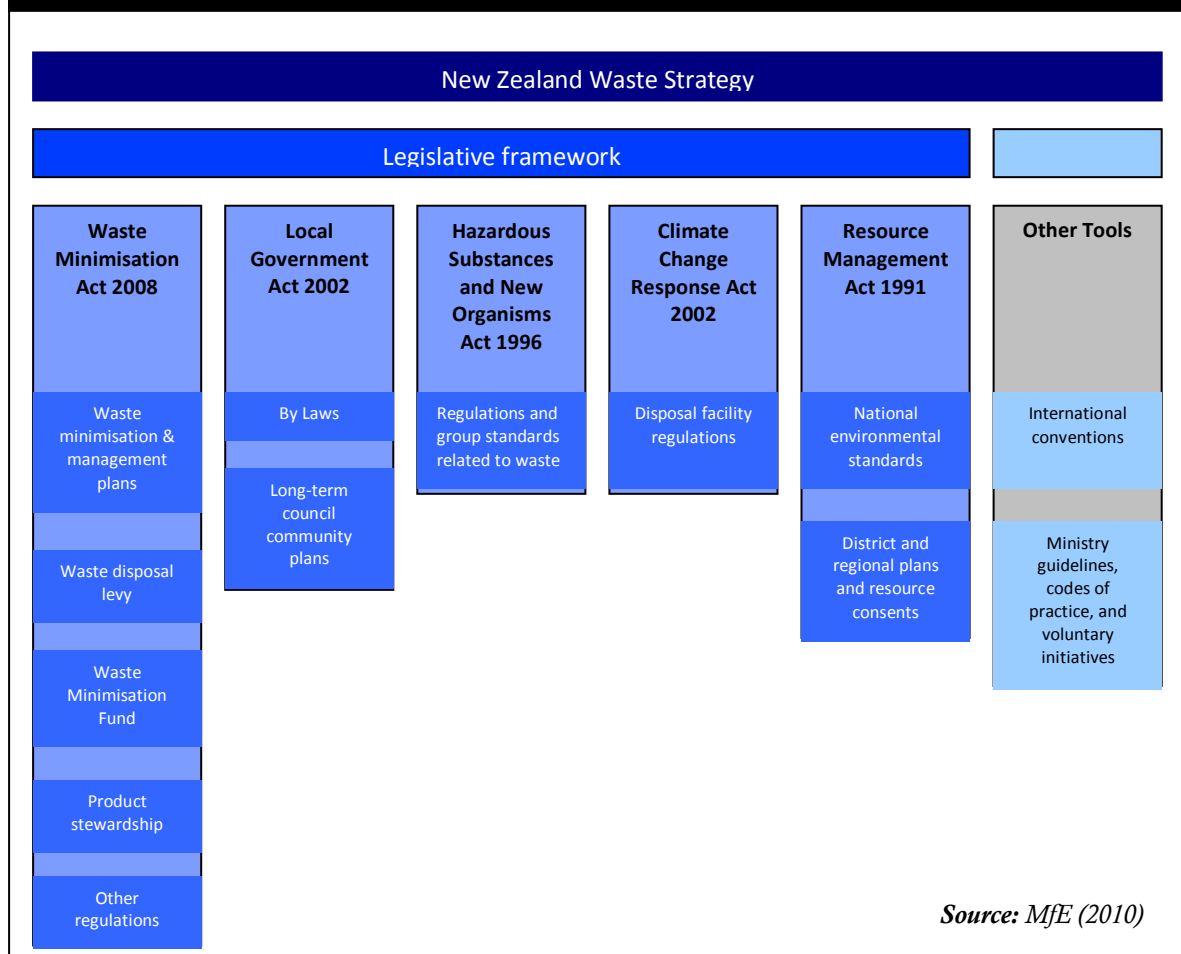 New Zealand Waste Strategy
Legislative framework
Waste
Minimisation
Act 2008
Waste
minimisation &
management
plans
Waste disposal
levy
Waste
Minimisation
Fund
Product
stewardship
Other
regulations
Local
Government
Act 2002
By Laws
Long-term
council
community
plans
Hazardous
Substances
and New
Organisms
Act 1996
Regulations and
group standards
related to waste
Climate
Change
Response Act
2002
Disposal facility
regulations
Resource
Management
Act 1991
National
environmental
standards
District and
regional plans
and resource
consents
Other Tools
International
conventions
Ministry
guidelines,
codes of
practice, and
voluntary
initiatives
Source: MfE (2010)